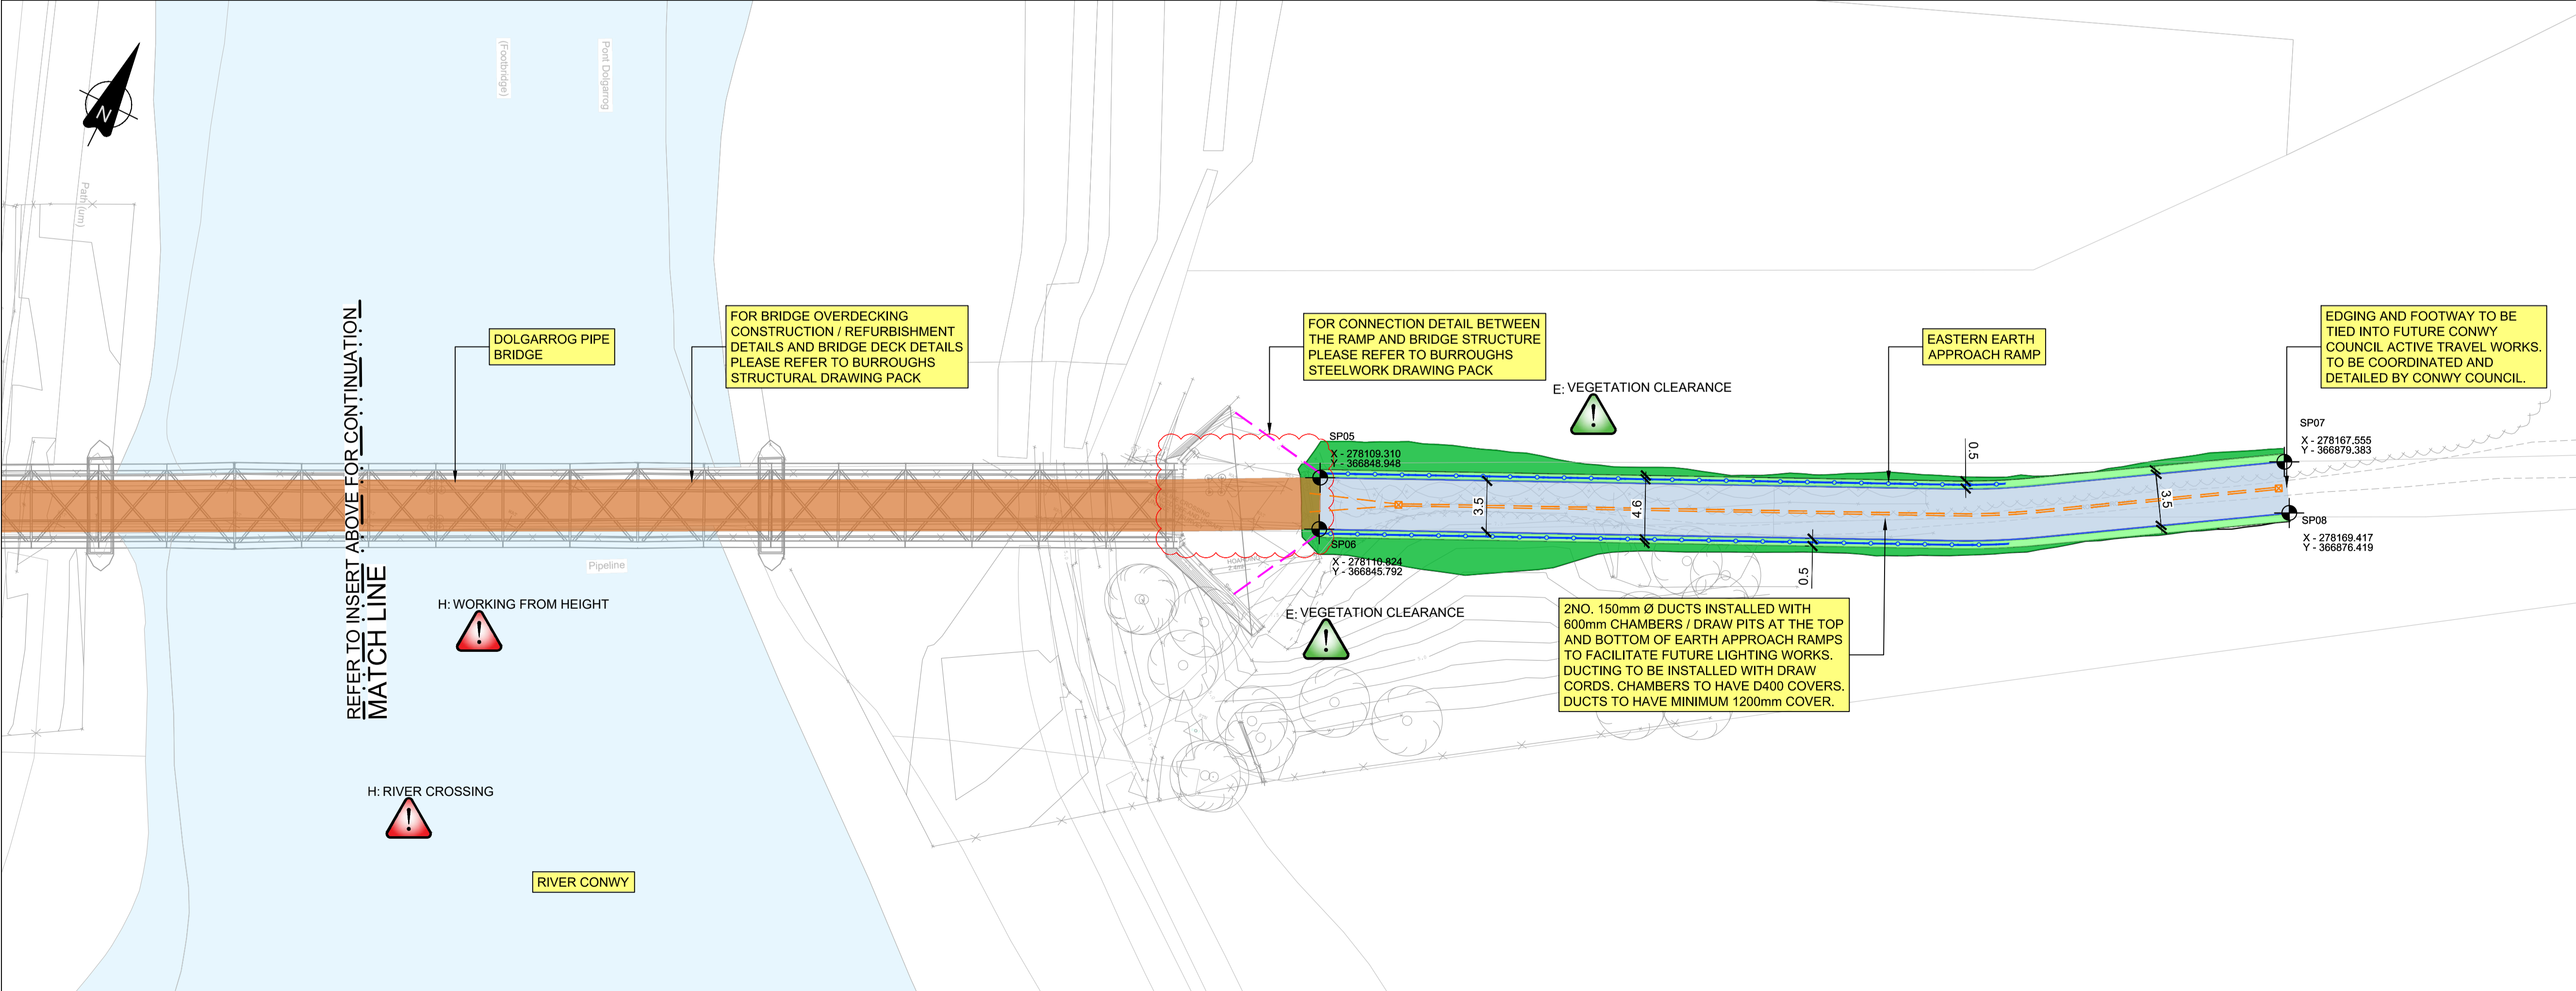 (Footbridge)
Pont Dolgarrog
N
Path (um)
REFER TO INSERT ABOVE FOR CONTINUATION
MATCH LINE
DOLGARROG PIPE
BRIDGE
FOR BRIDGE OVERDECKING
CONSTRUCTION / REFURBISHMENT
DETAILS AND BRIDGE DECK DETAILS
PLEASE REFER TO BURROUGHS
STRUCTURAL DRAWING PACK
FOR CONNECTION DETAIL BETWEEN
THE RAMP AND BRIDGE STRUCTURE
PLEASE REFER TO BURROUGHS
STEELWORK DRAWING PACK
E: VEGETATION CLEARANCE
EASTERN EARTH
APPROACH RAMP
EDGING AND FOOTWAY TO BE
TIED INTO FUTURE CONWY
COUNCIL ACTIVE TRAVEL WORKS.
TO BE COORDINATED AND
DETAILED BY CONWY COUNCIL.
SP05
X - 278109.310
Y - 366848.948
SP07
X - 278167.555
Y - 366879.383
0.5
3.5
4.6
3.5
SP06
X - 278110.824
Y - 366845.792
SP08
X - 278169.417
Y - 366876.419
0.5
Pipeline
HOARDING
H: WORKING FROM HEIGHT
E: VEGETATION CLEARANCE
2NO. 150mm Ø DUCTS INSTALLED WITH
600mm CHAMBERS / DRAW PITS AT THE TOP
AND BOTTOM OF EARTH APPROACH RAMPS
TO FACILITATE FUTURE LIGHTING WORKS.
DUCTING TO BE INSTALLED WITH DRAW
CORDS. CHAMBERS TO HAVE D400 COVERS.
DUCTS TO HAVE MINIMUM 1200mm COVER.
H: RIVER CROSSING
RIVER CONWY